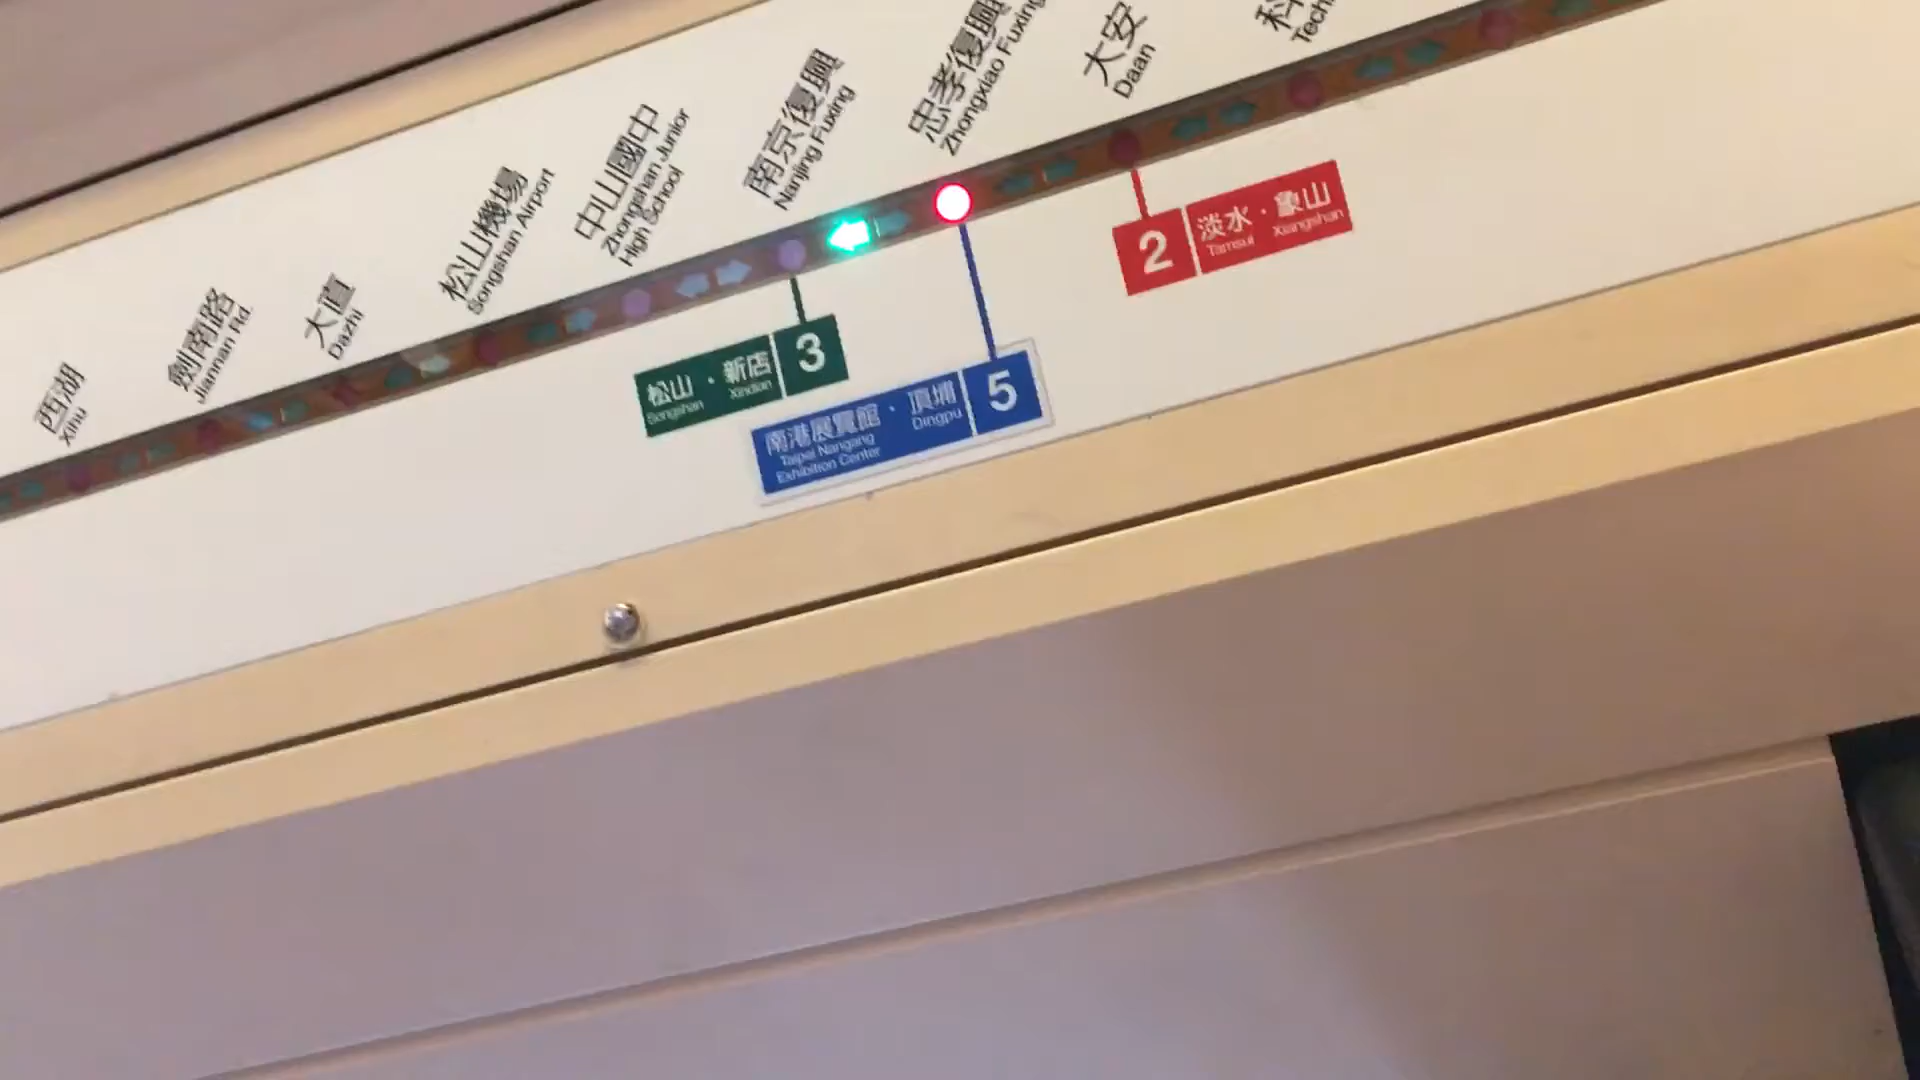 西湖
Xihu
劍南路
Jiannan Rd.
大直
Dazhi
松山機場
Songshan Airport
中山國中
Zhongshan Junior
High School
南京復興
Nanjing Fuxing
忠孝復興
Zhongxiao Fuxing
大安
Daan
科
Tech
松山・新店
Songshan Xindian
3
南港展覽館・頂埔
Taipei Nangang
Exhibition Center
Dingpu
5
2
淡水・象山
Tamsui Xiangshan